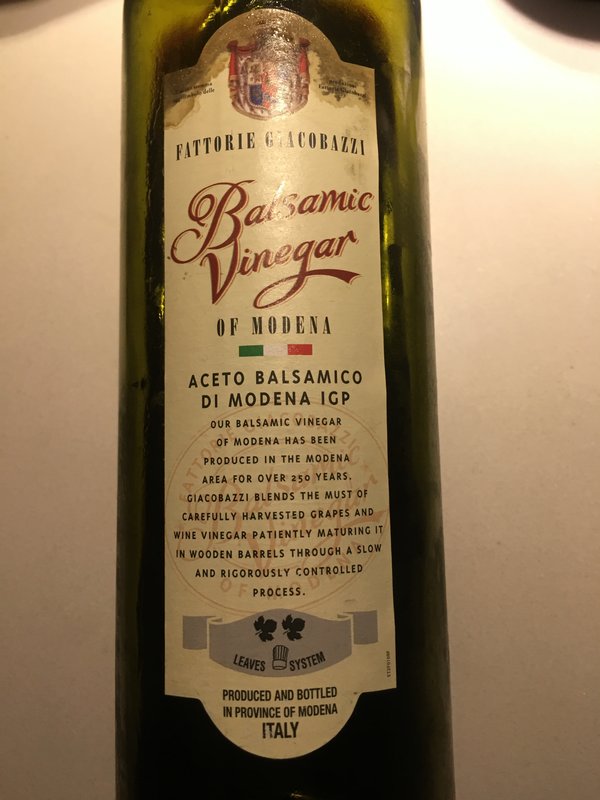 FATTORIE GIACOBAZZI
Balsamic
Vinegar
OF MODENA
ACETO BALSAMICO
DI MODENA IGP
OUR BALSAMIC VINEGAR
OF MODENA HAS BEEN
PRODUCED IN THE MODENA
AREA FOR OVER 250 YEARS.
GIACOBAZZI BLENDS THE MUST OF
CAREFULLY HARVESTED GRAPES AND
WINE VINEGAR PATIENTLY MATURING IT
IN WOODEN BARRELS THROUGH A SLOW
AND RIGOROUSLY CONTROLLED
PROCESS.
LEAVES SYSTEM
PRODUCED AND BOTTLED
IN PROVINCE OF MODENA
ITALY